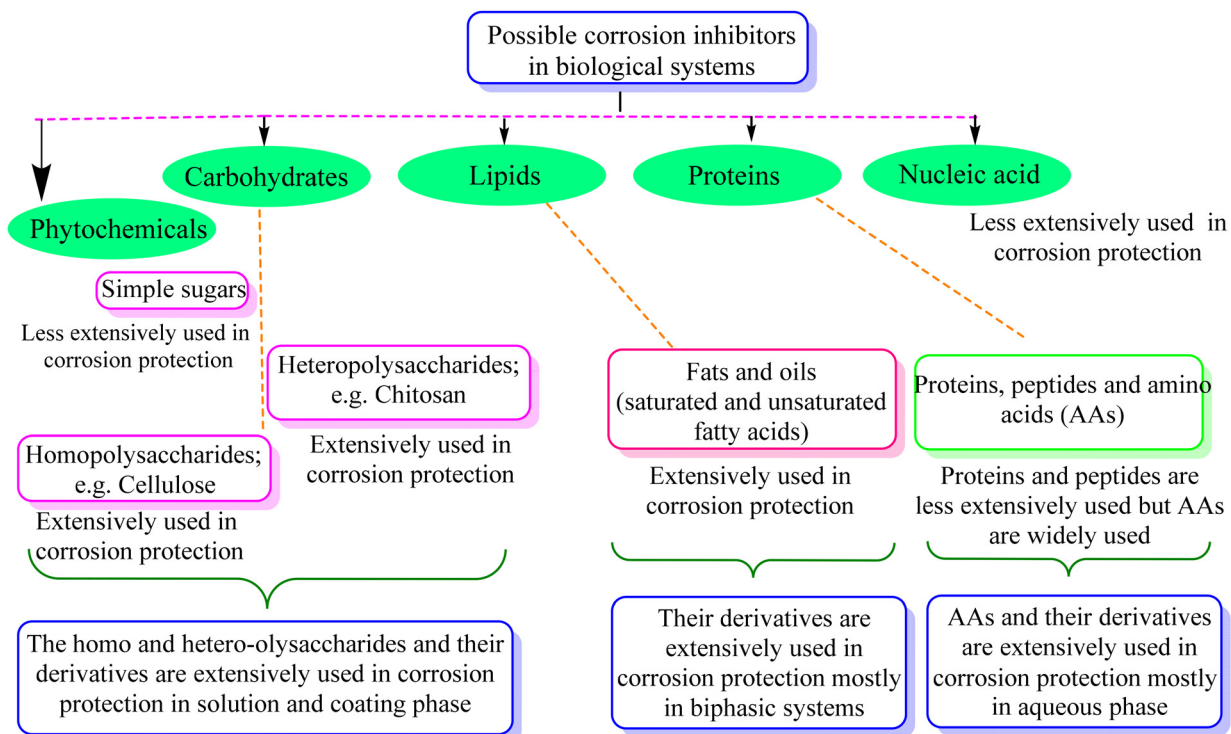 Possible corrosion inhibitors
in biological systems
Carbohydrates
Lipids
Proteins
Nucleic acid
Phytochemicals
Less extensively used in
corrosion protection
Simple sugars
Less extensively used in
corrosion protection
Heteropolysaccharides;
e.g. Chitosan
Extensively used in
corrosion protection
Homopolysaccharides;
e.g. Cellulose
Extensively used in
corrosion protection
Fats and oils
(saturated and unsaturated
fatty acids)
Extensively used in
corrosion protection
Proteins, peptides and amino
acids (AAs)
Proteins and peptides are
less extensively used but AAs
are widely used
The homo and hetero-olysaccharides and their
derivatives are extensively used in corrosion
protection in solution and coating phase
Their derivatives are
extensively used in
corrosion protection mostly
in biphasic systems
AAs and their derivatives
are extensively used in
corrosion protection mostly
in aqueous phase